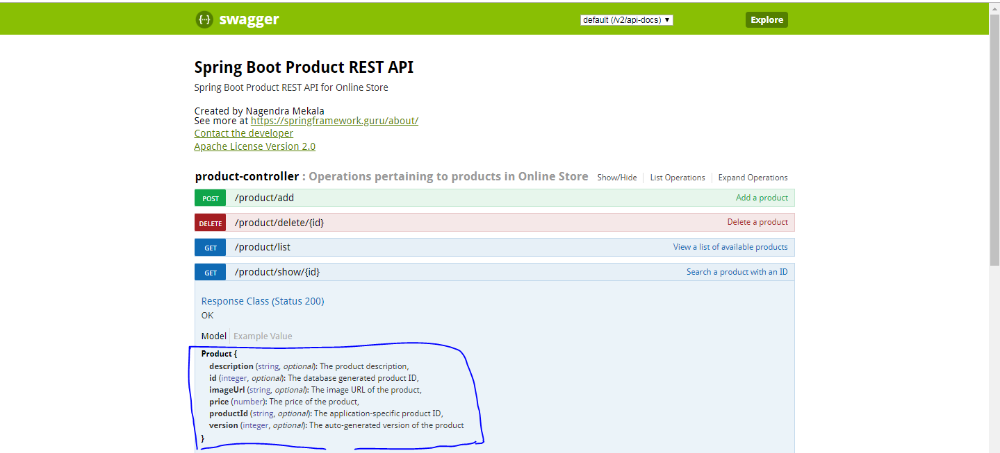 swagger default (/v2/api-docs) Explore
Spring Boot Product REST API
Spring Boot Product REST API for Online Store
Created by Nagendra Mekala
See more at https://springframework.guru/about/
Contact the developer
Apache License Version 2.0
product-controller : Operations pertaining to products in Online Store Show/Hide List Operations Expand Operations
POST /product/add Add a product
DELETE /product/delete/{id} Delete a product
GET /product/list View a list of available products
GET /product/show/{id} Search a product with an ID
Response Class (Status 200)
OK
Model Example Value
Product {
description (string, optional): The product description,
id (integer, optional): The database generated product ID,
imageUrl (string, optional): The image URL of the product,
price (number): The price of the product,
productId (string, optional): The application-specific product ID,
version (integer, optional): The auto-generated version of the product
}